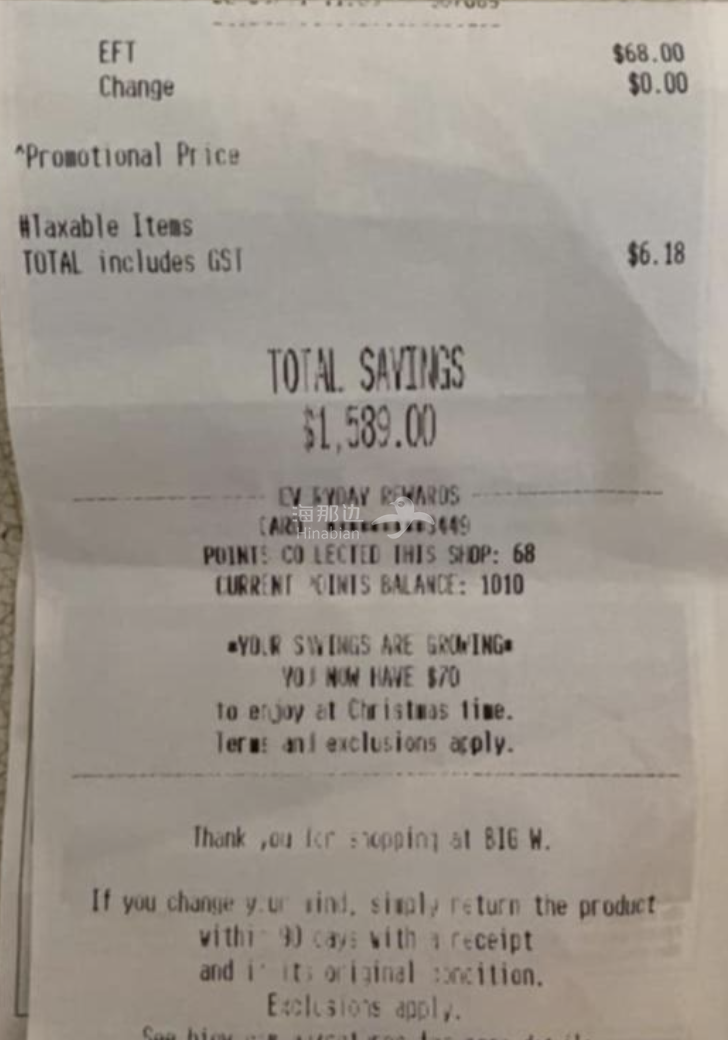 EFT $68.00
Change $0.00
^Promotional Price
#Taxable Items
TOTAL includes GST $6.18
TOTAL SAVINGS
$1,589.00
EVERYDAY REWARDS
海那边
Hinabian
CARD: 3449
POINTS COLLECTED THIS SHOP: 68
CURRENT POINTS BALANCE: 1010
*YOUR SAVINGS ARE GROWING*
YOU NOW HAVE $70
to enjoy at Christmas time.
Terms and exclusions apply.
Thank you for shopping at BIG W.
If you change your mind, simply return the product
within 90 days with a receipt
and in its original condition.
Exclusions apply.